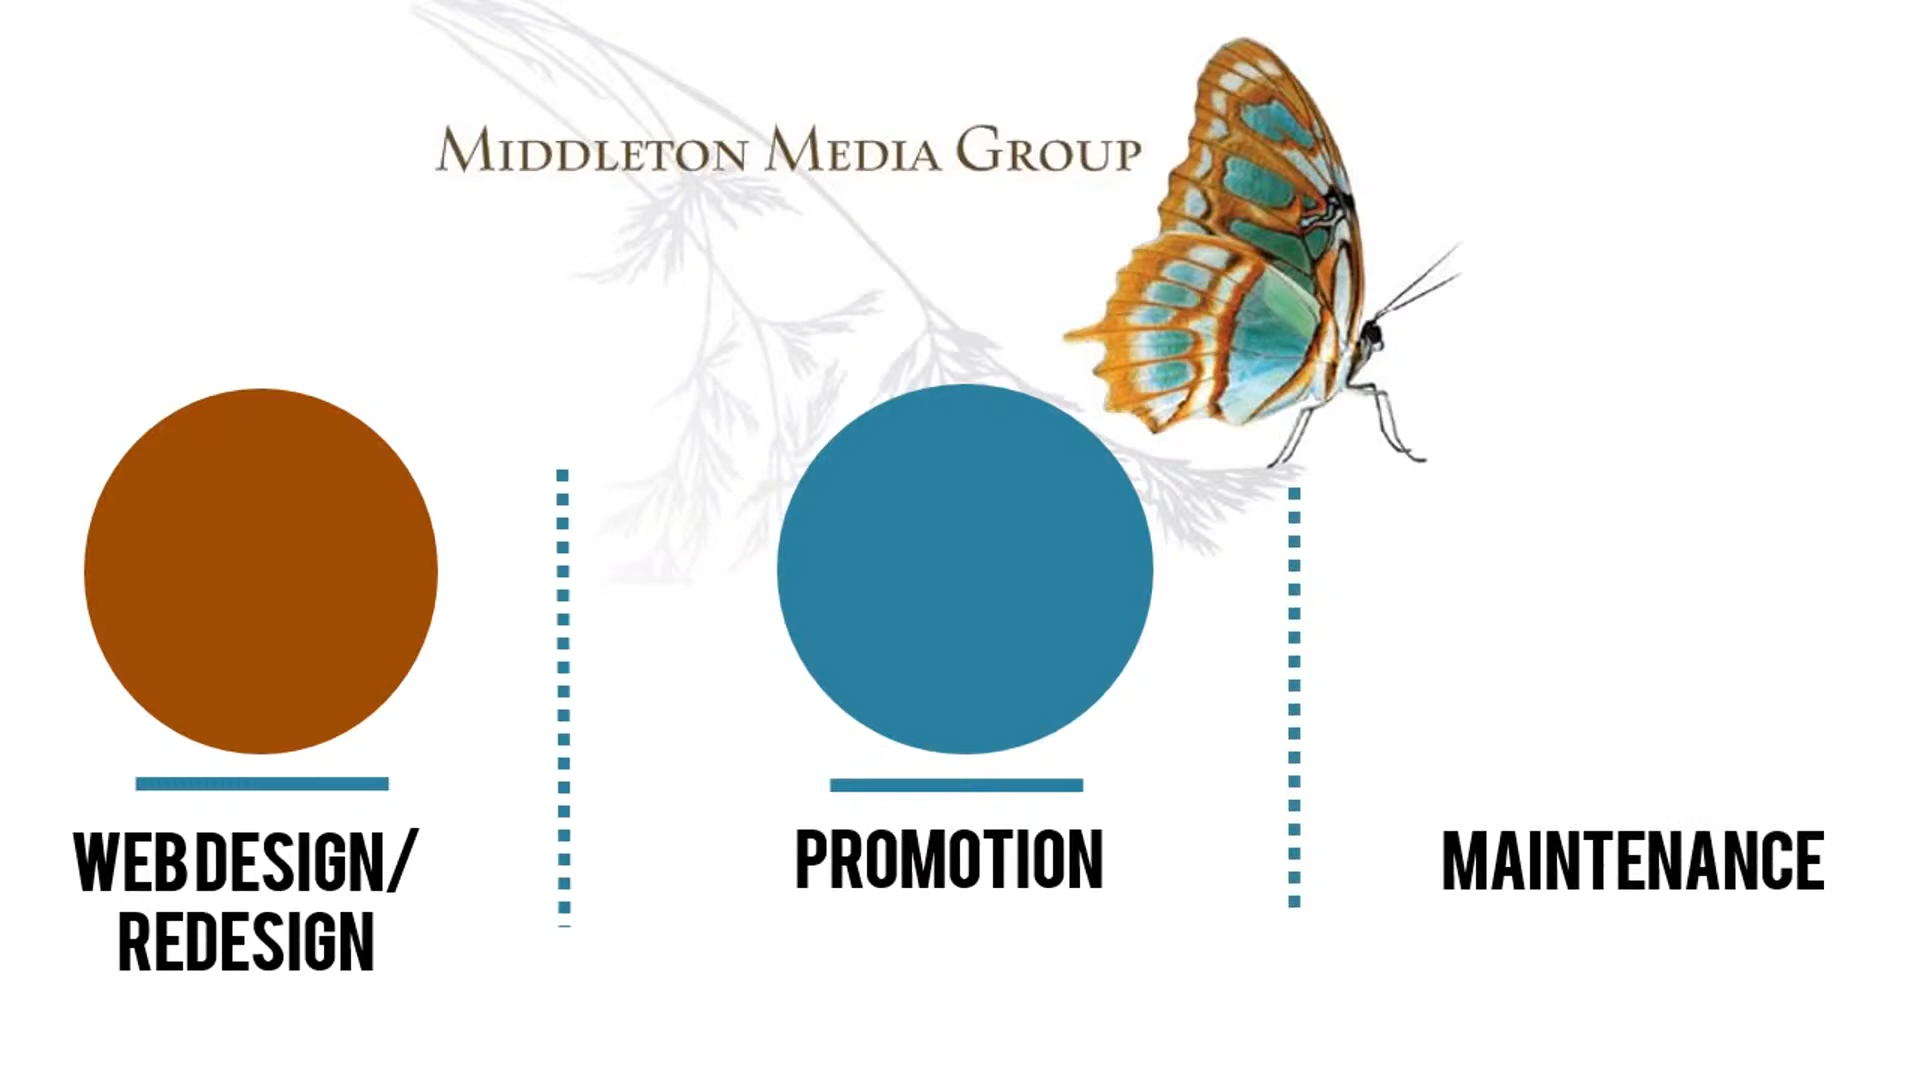 MIDDLETON MEDIA GROUP
WEB DESIGN/
REDESIGN
PROMOTION
MAINTENANCE